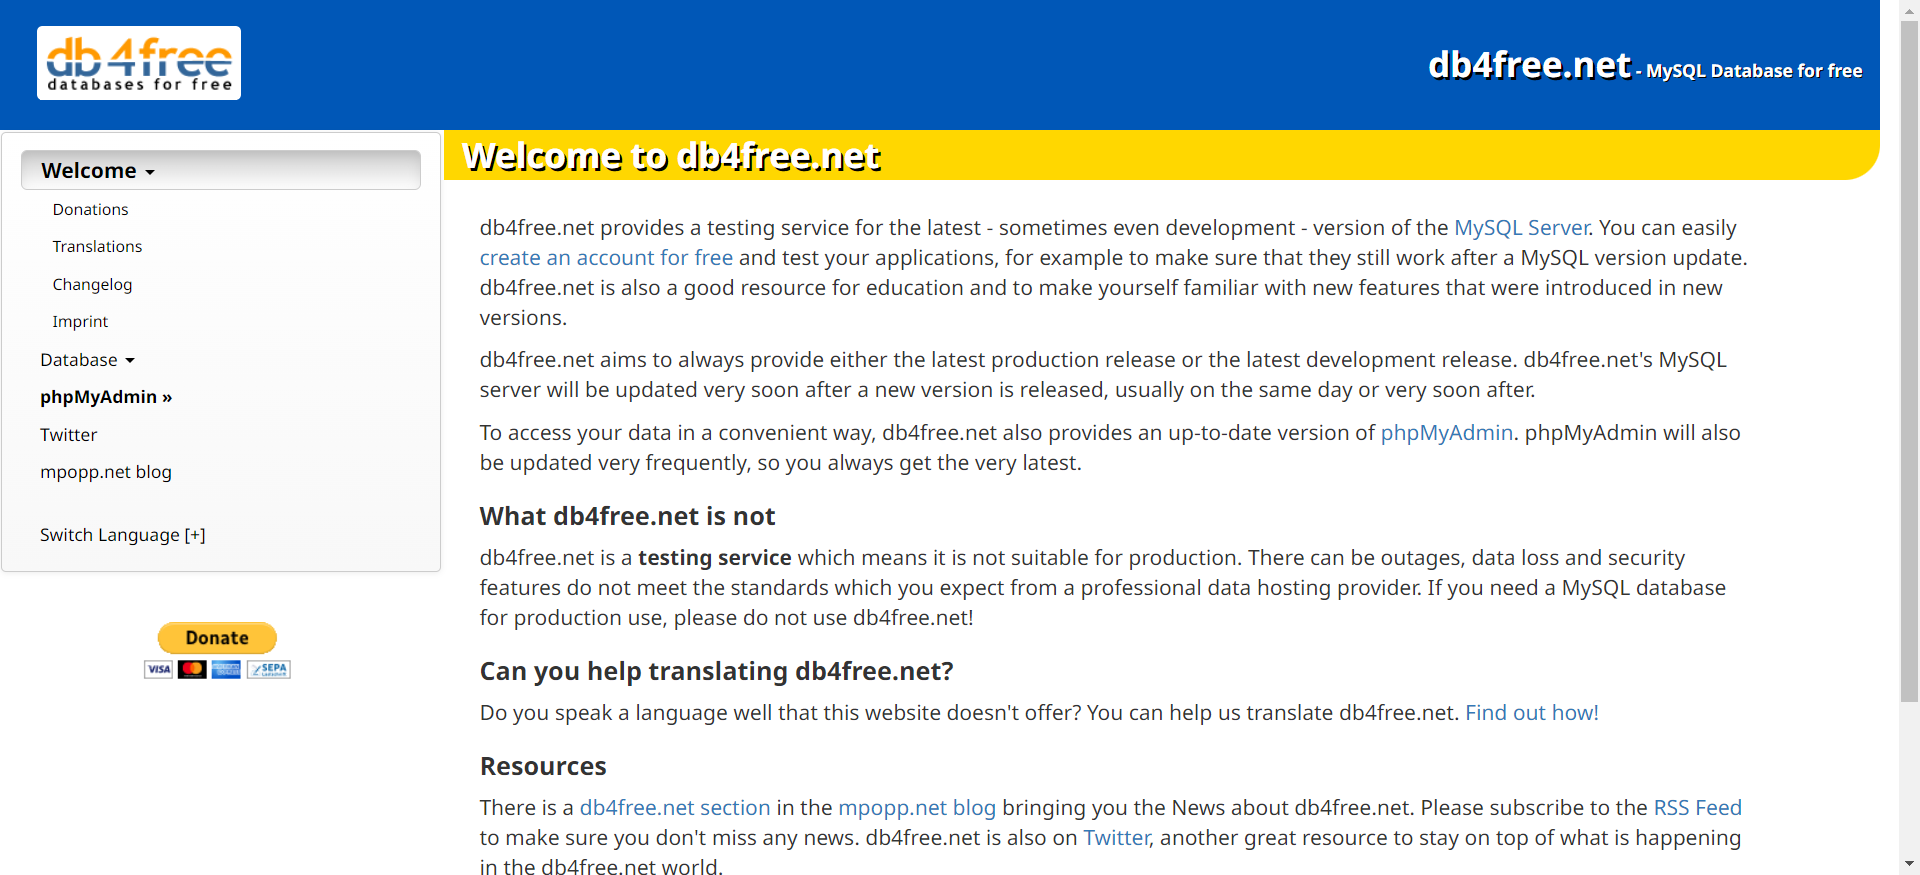 db4free
databases for free
db4free.net - MySQL Database for free
Welcome
Donations
Translations
Changelog
Imprint
Database
phpMyAdmin »
Twitter
mpopp.net blog
Switch Language [+]
Donate
VISA
SEPA
Welcome to db4free.net
db4free.net provides a testing service for the latest - sometimes even development - version of the MySQL Server. You can easily
create an account for free and test your applications, for example to make sure that they still work after a MySQL version update.
db4free.net is also a good resource for education and to make yourself familiar with new features that were introduced in new
versions.
db4free.net aims to always provide either the latest production release or the latest development release. db4free.net's MySQL
server will be updated very soon after a new version is released, usually on the same day or very soon after.
To access your data in a convenient way, db4free.net also provides an up-to-date version of phpMyAdmin. phpMyAdmin will also
be updated very frequently, so you always get the very latest.
What db4free.net is not
db4free.net is a testing service which means it is not suitable for production. There can be outages, data loss and security
features do not meet the standards which you expect from a professional data hosting provider. If you need a MySQL database
for production use, please do not use db4free.net!
Can you help translating db4free.net?
Do you speak a language well that this website doesn't offer? You can help us translate db4free.net. Find out how!
Resources
There is a db4free.net section in the mpopp.net blog bringing you the News about db4free.net. Please subscribe to the RSS Feed
to make sure you don't miss any news. db4free.net is also on Twitter, another great resource to stay on top of what is happening
in the db4free.net world.